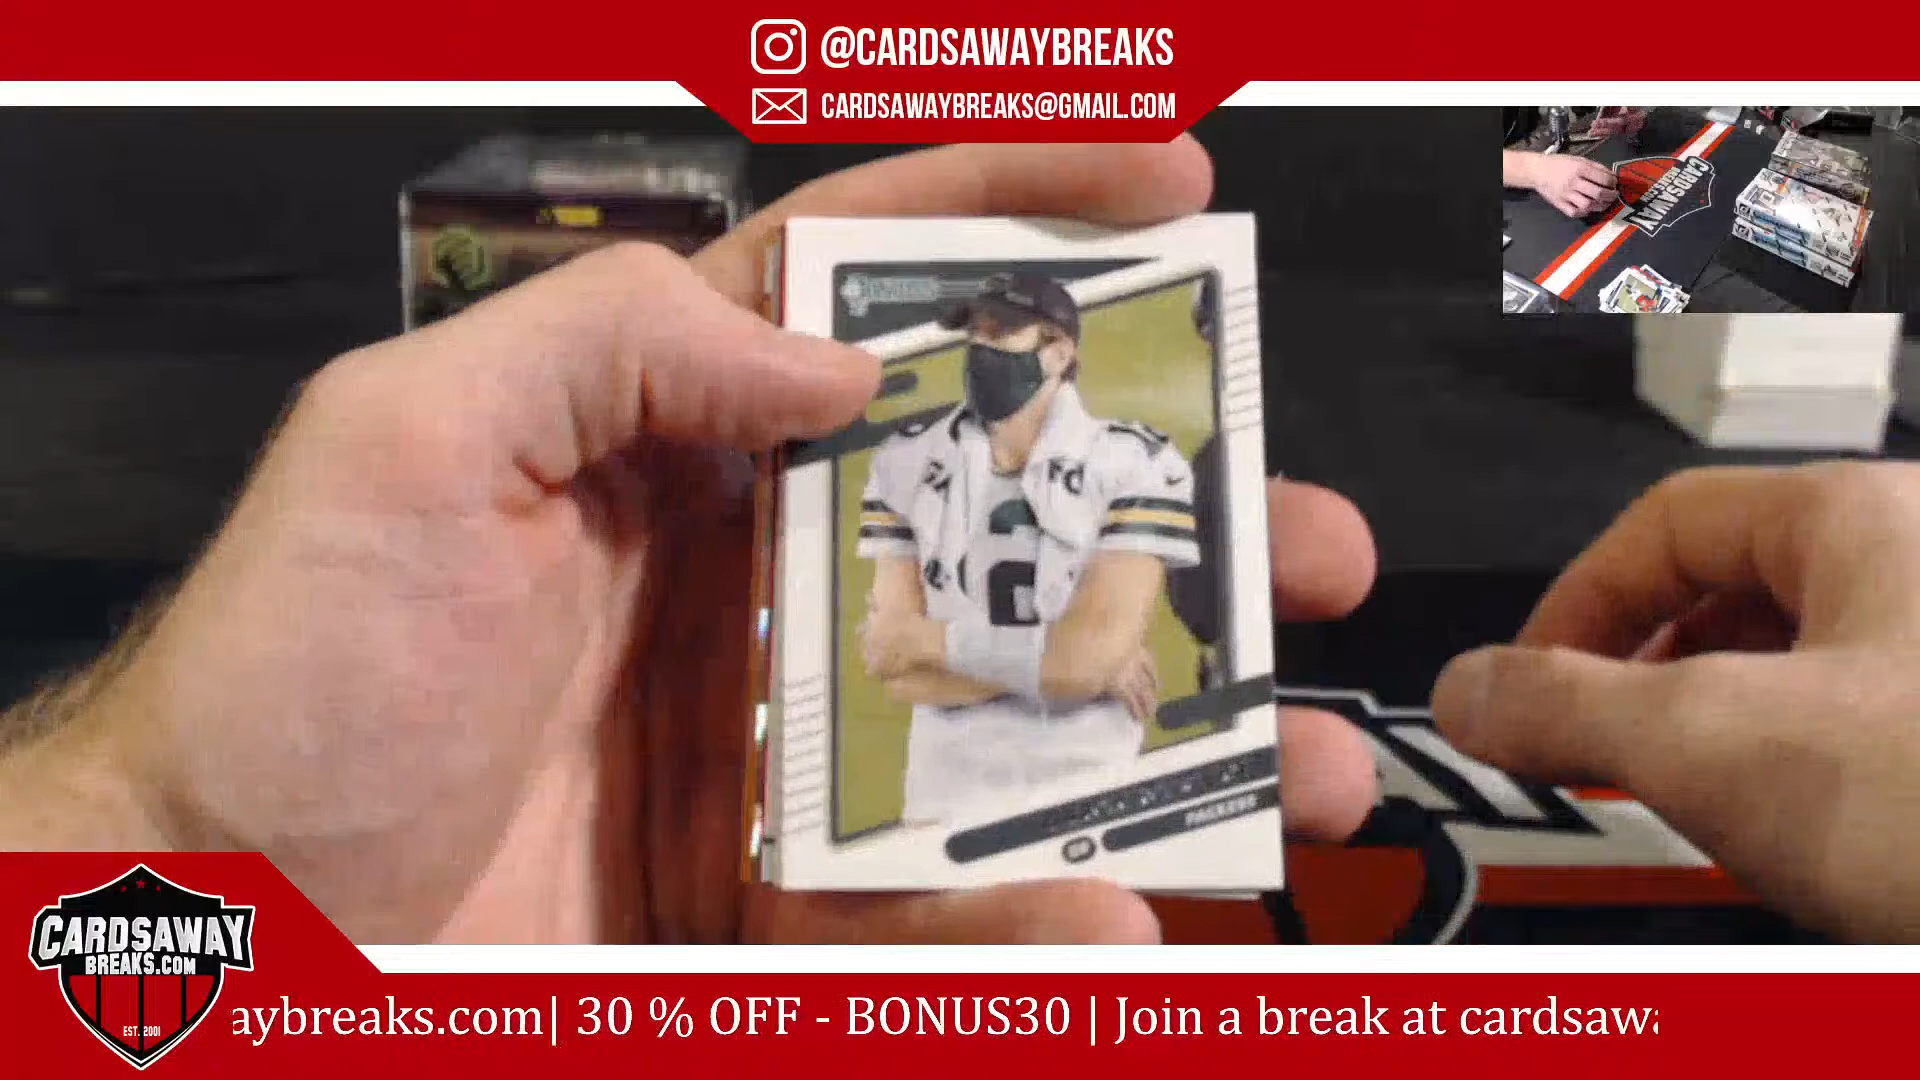 @CARDSAWAYBREAKS
CARDSAWAYBREAKS@GMAIL.COM
PACKERS
CARDSAWAY
BREAKS.COM
EST. 2001
aybreaks.com| 30 % OFF - BONUS30 | Join a break at cardsaw